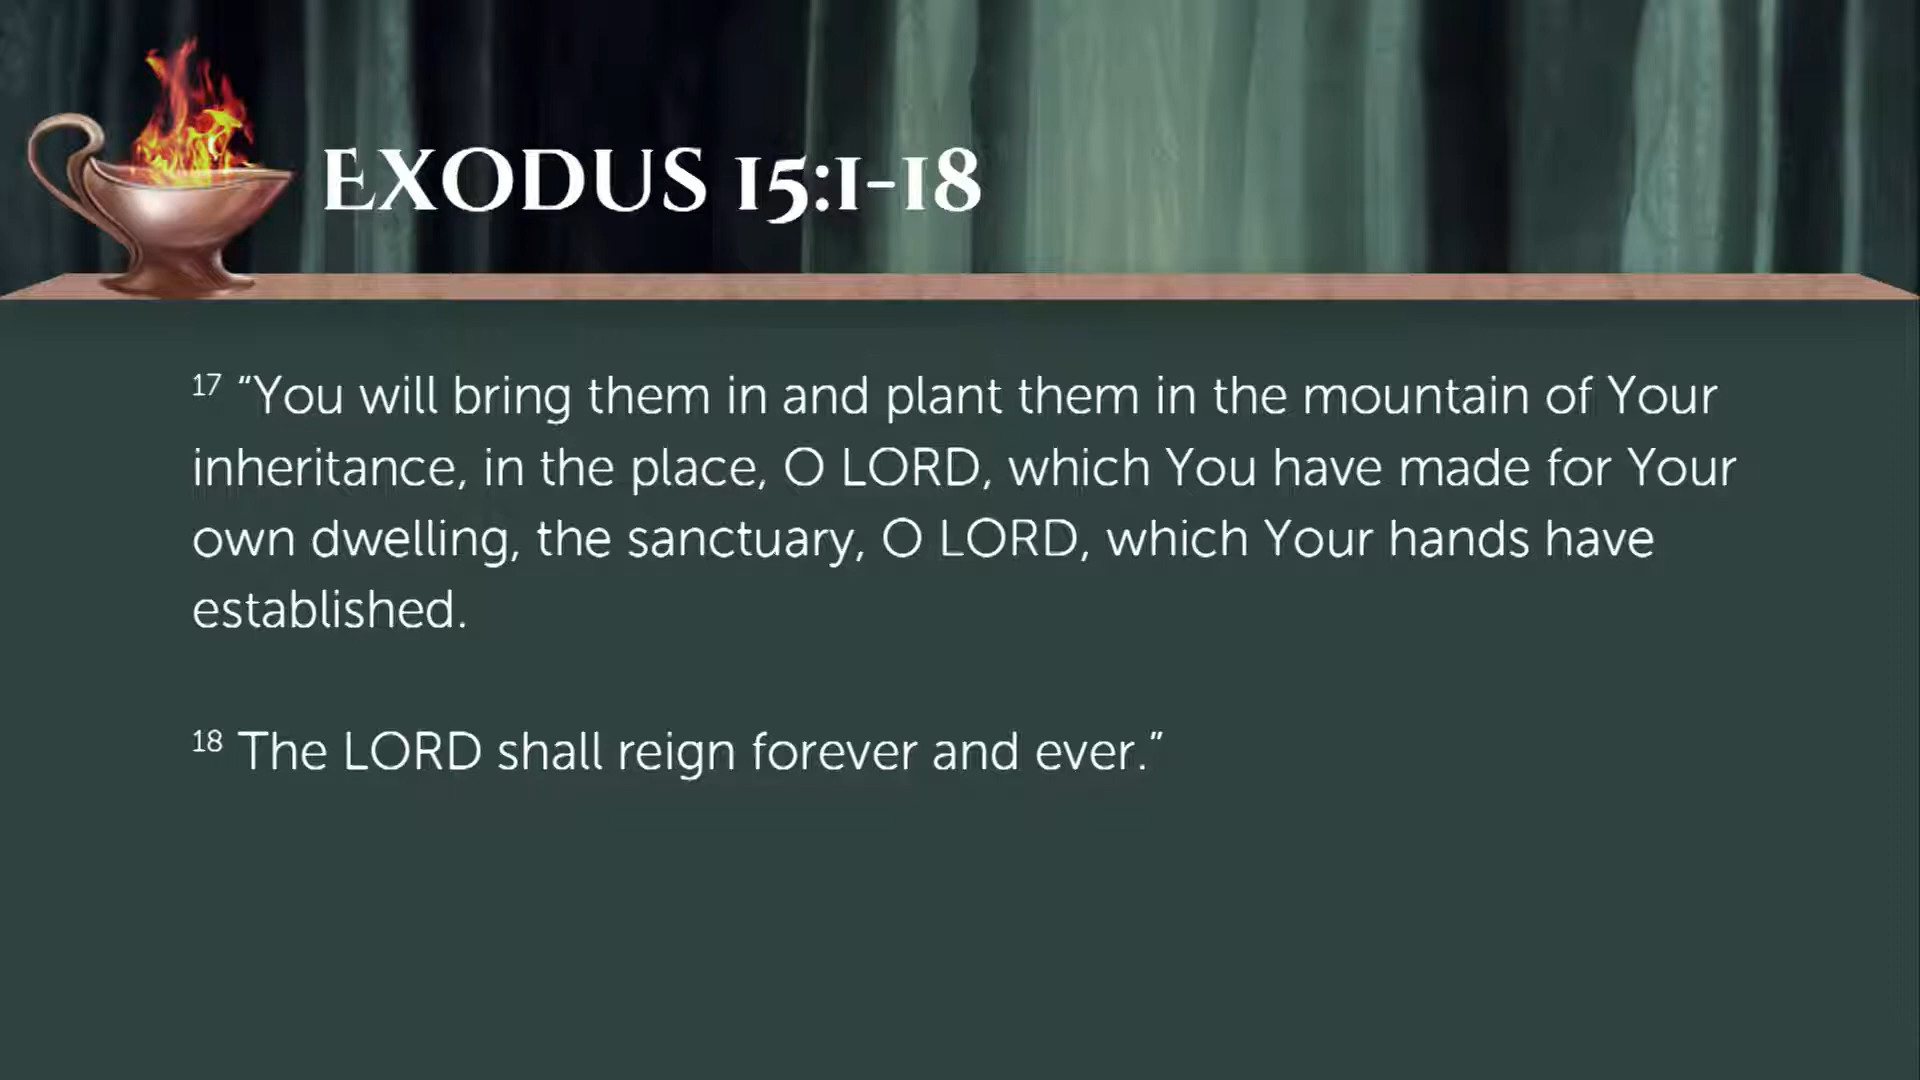 Exodus 15:1-18
17 “You will bring them in and plant them in the mountain of Your
inheritance, in the place, O LORD, which You have made for Your
own dwelling, the sanctuary, O LORD, which Your hands have
established.
18 The LORD shall reign forever and ever.”